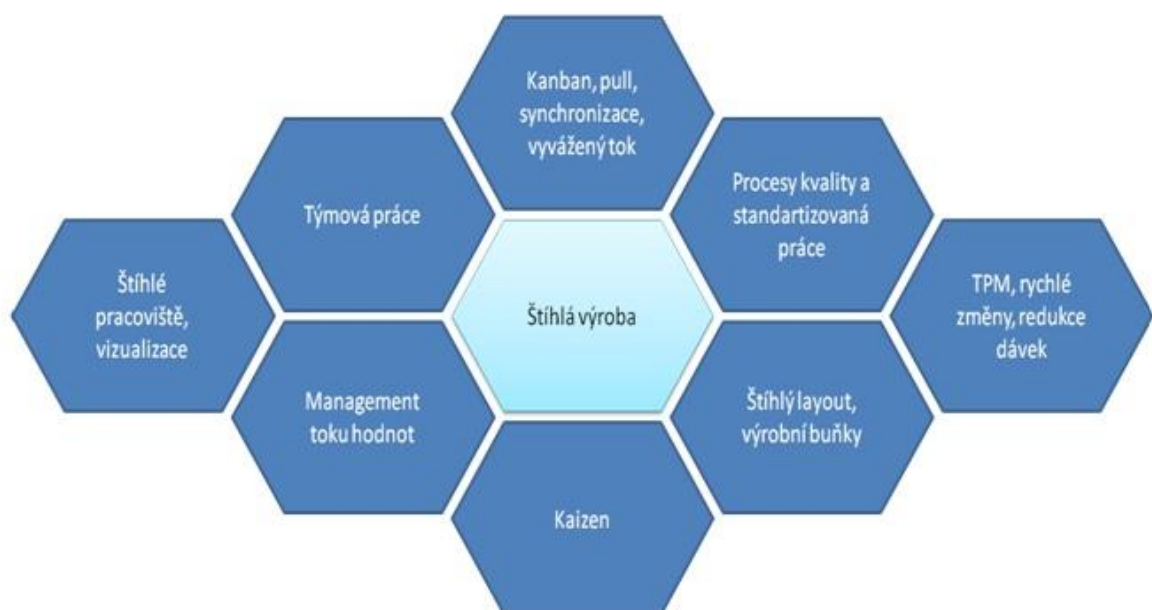 Kanban, pull,
synchronizace,
vyvážený tok
Týmová práce
Procesy kvality a
standartizovaná
práce
Štíhlé
pracoviště,
vizualizace
Štíhlá výroba
TPM, rychlé
změny, redukce
dávek
Management
toku hodnot
Štíhlý layout,
výrobní buňky
Kaizen